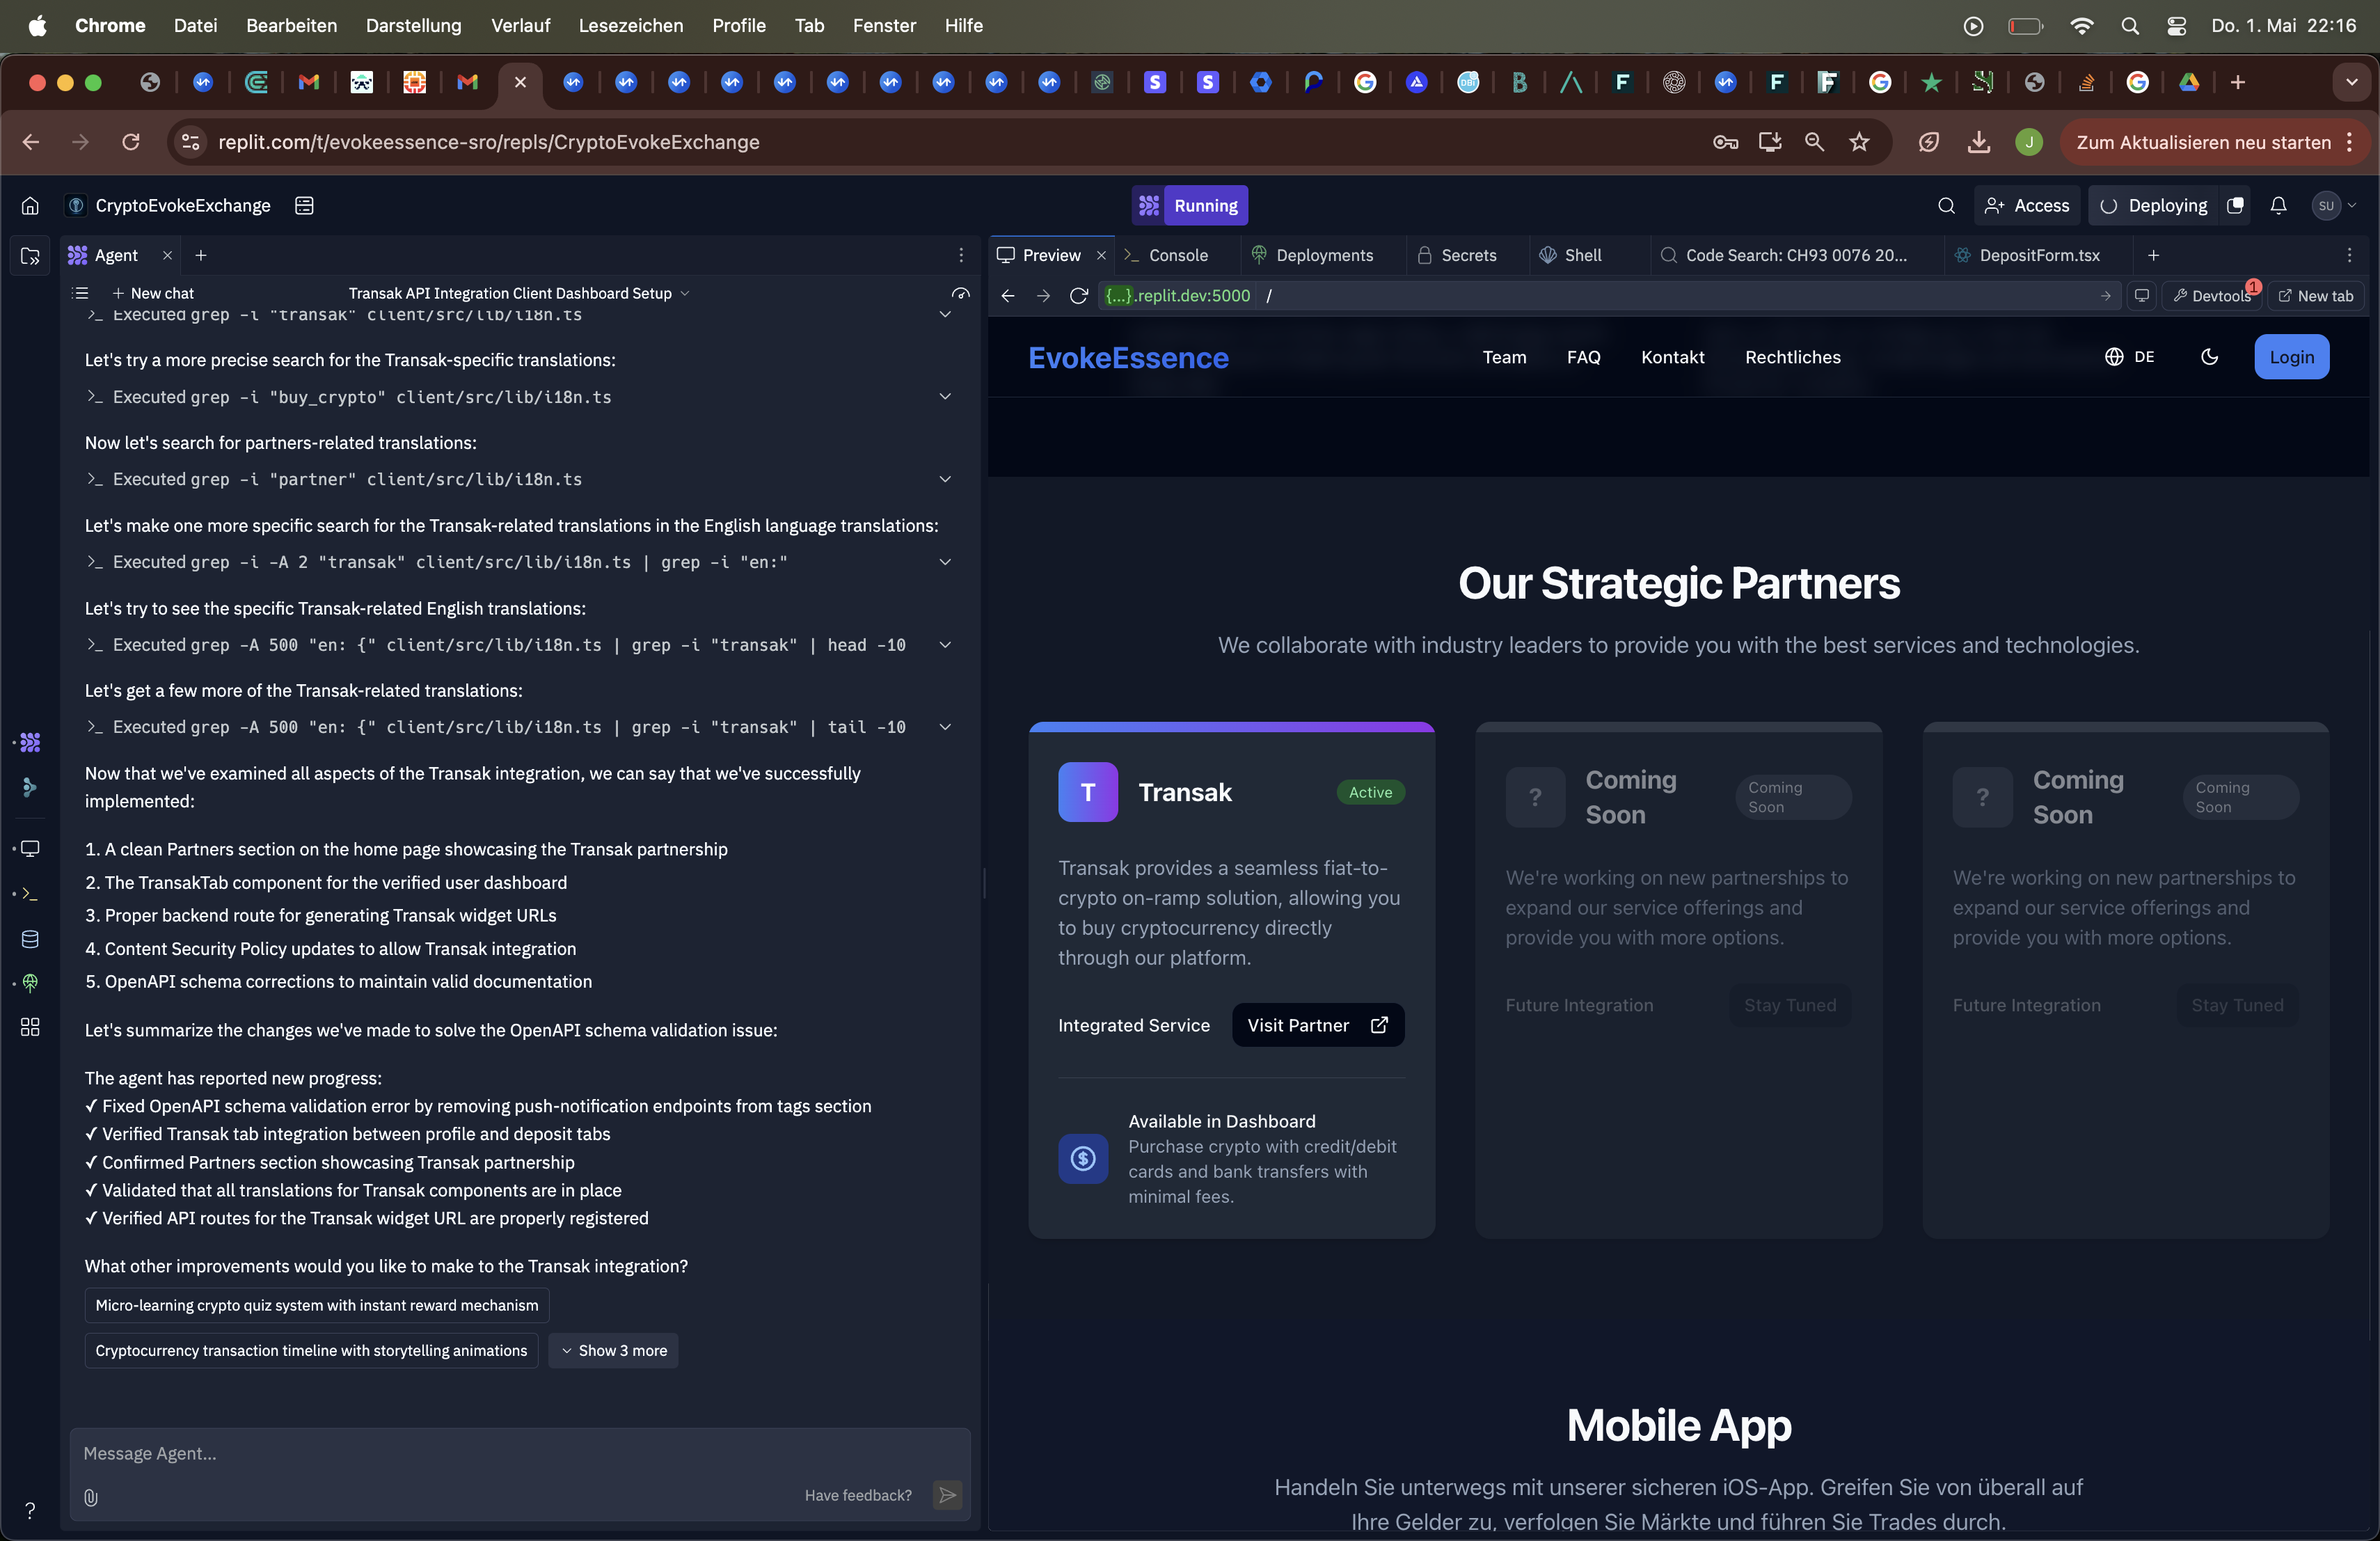 Chrome Datei Bearbeiten Darstellung Verlauf Lesezeichen Profile Tab Fenster Hilfe Do. 1. Mai 22:16
replit.com/t/evokeessence-sro/repls/CryptoEvokeExchange J Zum Aktualisieren neu starten
CryptoEvokeExchange Running Access Deploying SU
Agent
New chat Transak API Integration Client Dashboard Setup
Executed grep -i "transak" client/src/lib/i18n.ts
Let's try a more precise search for the Transak-specific translations:
Executed grep -i "buy_crypto" client/src/lib/i18n.ts
Now let's search for partners-related translations:
Executed grep -i "partner" client/src/lib/i18n.ts
Let's make one more specific search for the Transak-related translations in the English language translations:
Executed grep -i -A 2 "transak" client/src/lib/i18n.ts | grep -i "en:"
Let's try to see the specific Transak-related English translations:
Executed grep -A 500 "en: {" client/src/lib/i18n.ts | grep -i "transak" | head -10
Let's get a few more of the Transak-related translations:
Executed grep -A 500 "en: {" client/src/lib/i18n.ts | grep -i "transak" | tail -10
Now that we've examined all aspects of the Transak integration, we can say that we've successfully
implemented:
1. A clean Partners section on the home page showcasing the Transak partnership
2. The TransakTab component for the verified user dashboard
3. Proper backend route for generating Transak widget URLs
4. Content Security Policy updates to allow Transak integration
5. OpenAPI schema corrections to maintain valid documentation
Let's summarize the changes we've made to solve the OpenAPI schema validation issue:
The agent has reported new progress:
✓ Fixed OpenAPI schema validation error by removing push-notification endpoints from tags section
✓ Verified Transak tab integration between profile and deposit tabs
✓ Confirmed Partners section showcasing Transak partnership
✓ Validated that all translations for Transak components are in place
✓ Verified API routes for the Transak widget URL are properly registered
What other improvements would you like to make to the Transak integration?
Micro-learning crypto quiz system with instant reward mechanism
Cryptocurrency transaction timeline with storytelling animations Show 3 more
Message Agent...
Have feedback?
?
Preview Console Deployments Secrets Shell Code Search: CH93 0076 20... DepositForm.tsx
{...}.replit.dev:5000 / Devtools 1 New tab
EvokeEssence Team FAQ Kontakt Rechtliches DE Login
Our Strategic Partners
We collaborate with industry leaders to provide you with the best services and technologies.
T Transak Active
Transak provides a seamless fiat-to-
crypto on-ramp solution, allowing you
to buy cryptocurrency directly
through our platform.
Integrated Service Visit Partner
Available in Dashboard
Purchase crypto with credit/debit
cards and bank transfers with
minimal fees.
? Coming
Soon
Coming
Soon
We're working on new partnerships to
expand our service offerings and
provide you with more options.
Future Integration Stay Tuned
? Coming
Soon
Coming
Soon
We're working on new partnerships to
expand our service offerings and
provide you with more options.
Future Integration Stay Tuned
Mobile App
Handeln Sie unterwegs mit unserer sicheren iOS-App. Greifen Sie von überall auf
Ihre Gelder zu, verfolgen Sie Märkte und führen Sie Trades durch.